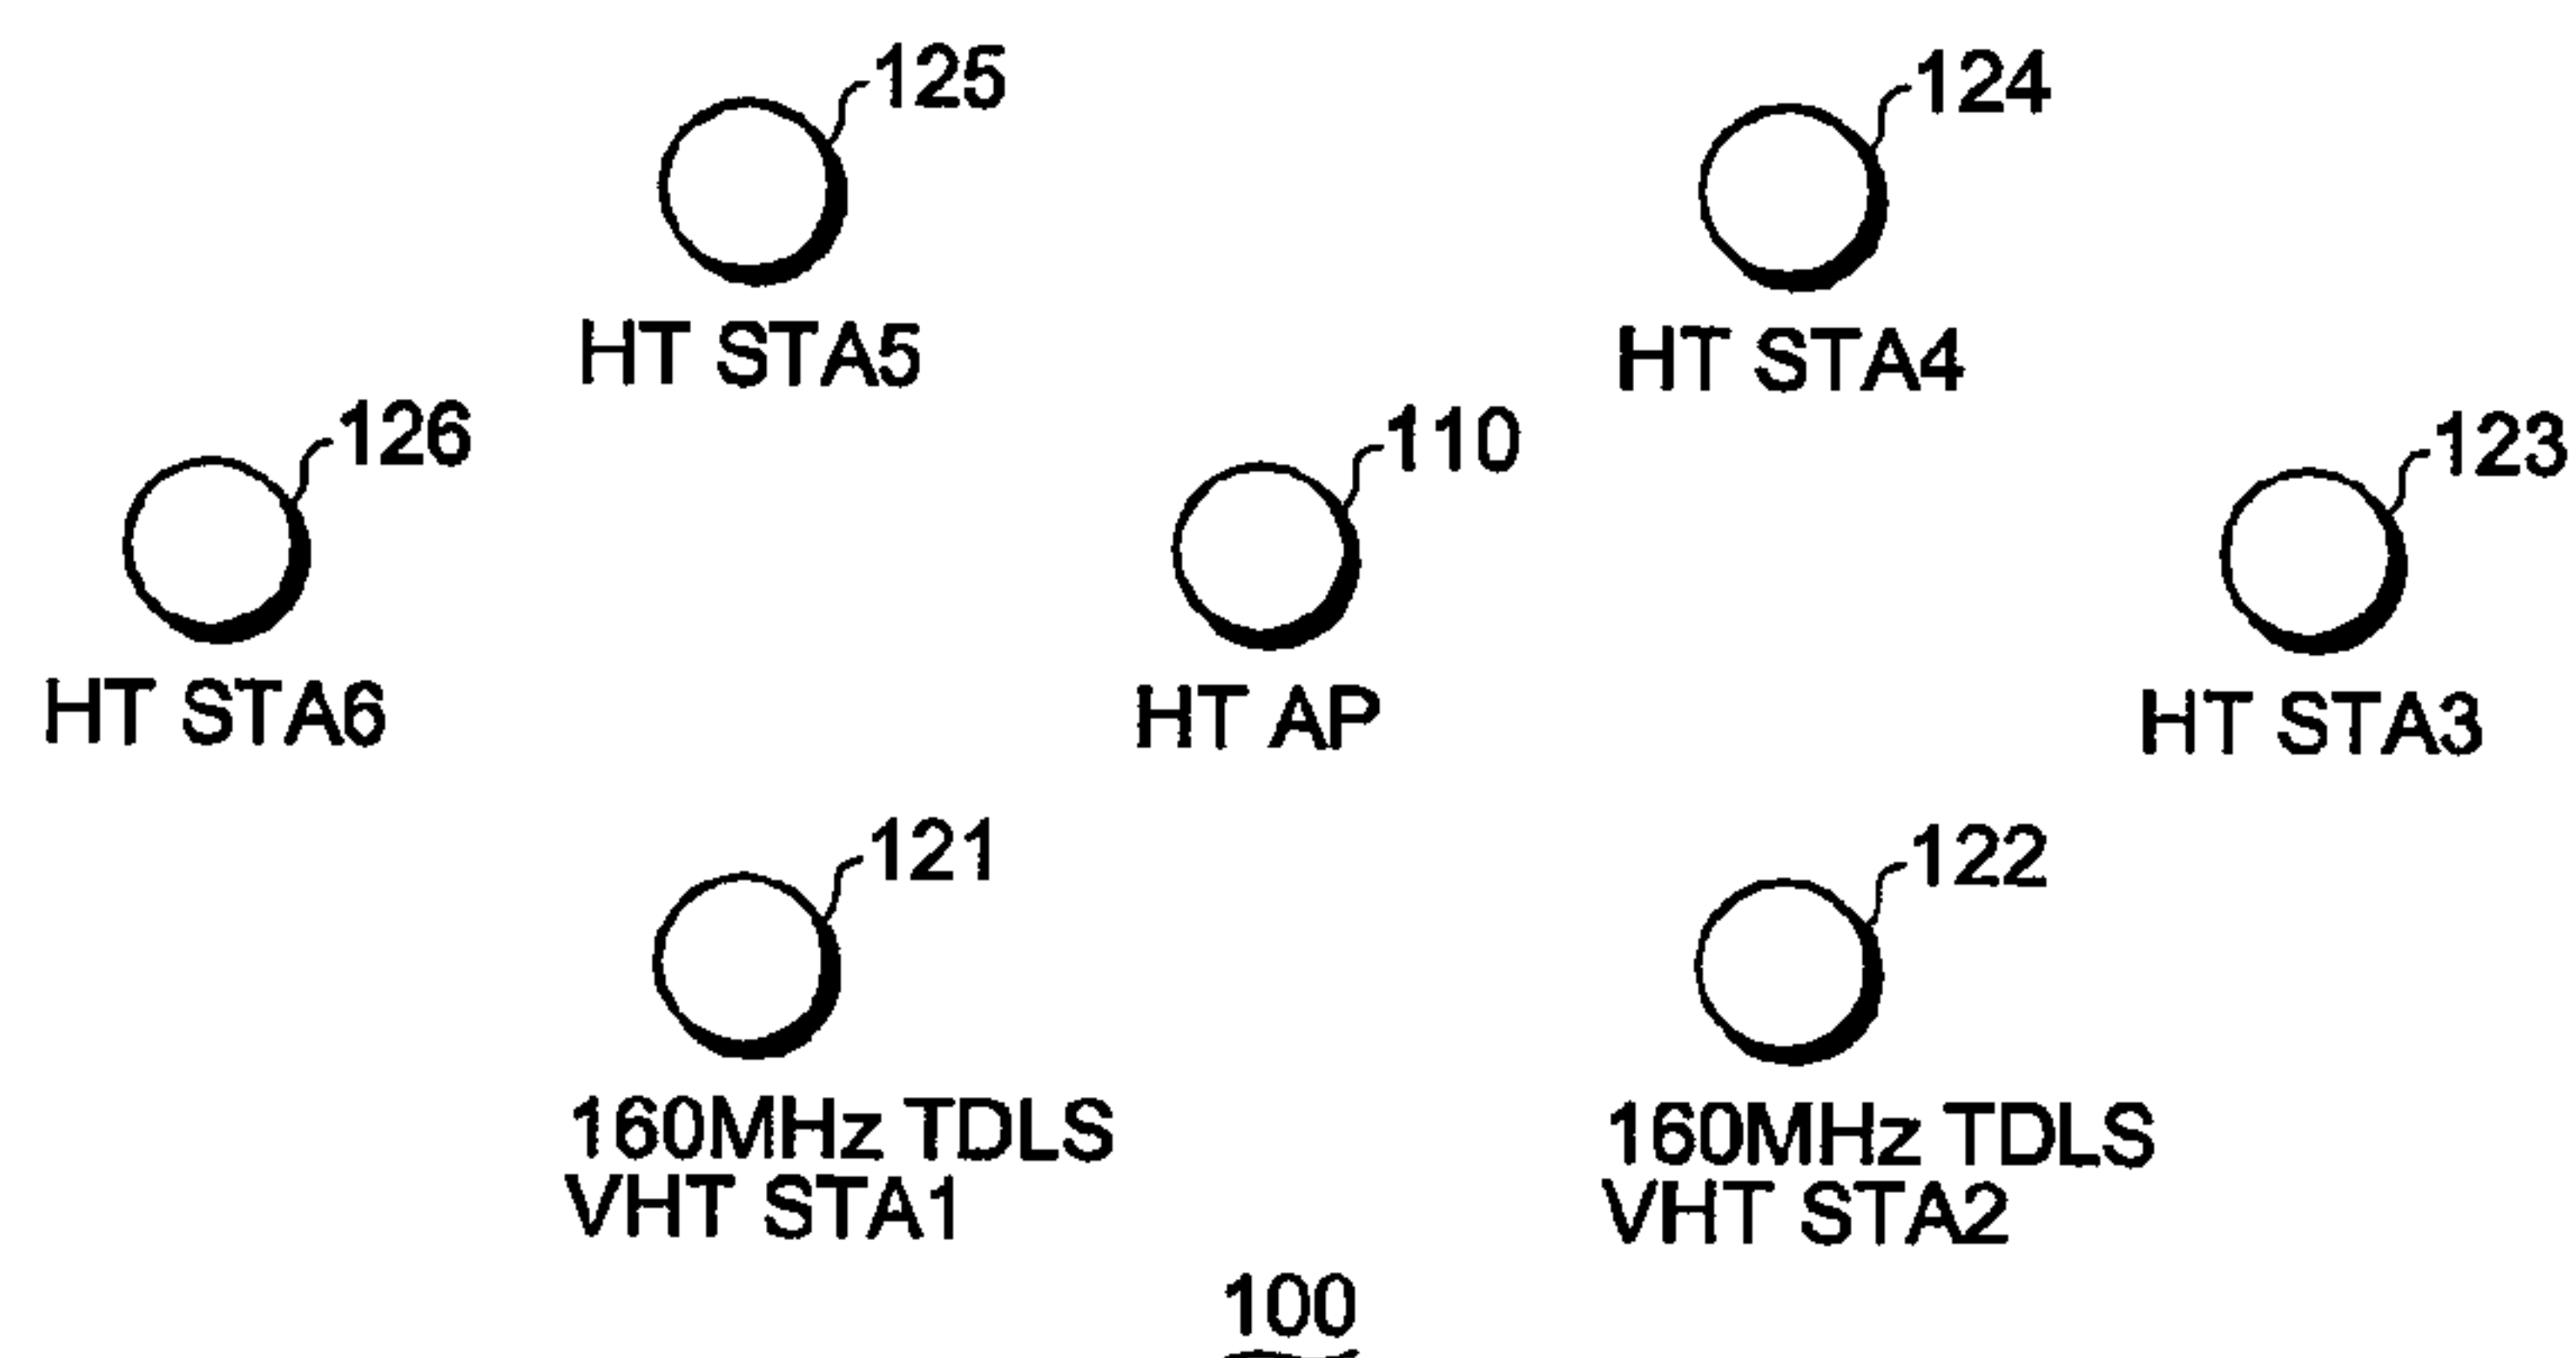 125
124
HT STA5
HT STA4
126
110
123
HT STA6
HT AP
HT STA3
121
122
160MHz TDLS
VHT STA1
160MHz TDLS
VHT STA2
100